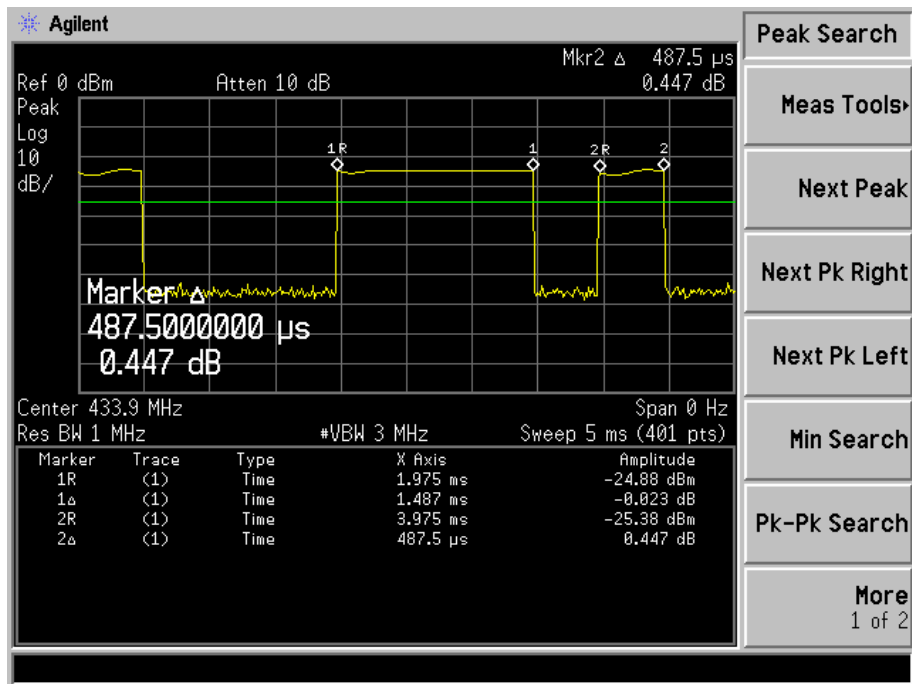 Agilent
Peak Search
Mkr2 Δ 487.5 µs
Ref 0 dBm Atten 10 dB 0.447 dB
Peak
Log
10
dB/
1R 1 2R 2
Marker Δ
487.5000000 µs
0.447 dB
Center 433.9 MHz Span 0 Hz
Res BW 1 MHz #VBW 3 MHz Sweep 5 ms (401 pts)
Marker Trace Type X Axis Amplitude
1R (1) Time 1.975 ms -24.88 dBm
1Δ (1) Time 1.487 ms -0.023 dB
2R (1) Time 3.975 ms -25.38 dBm
2Δ (1) Time 487.5 µs 0.447 dB
Meas Tools▸
Next Peak
Next Pk Right
Next Pk Left
Min Search
Pk-Pk Search
More
1 of 2